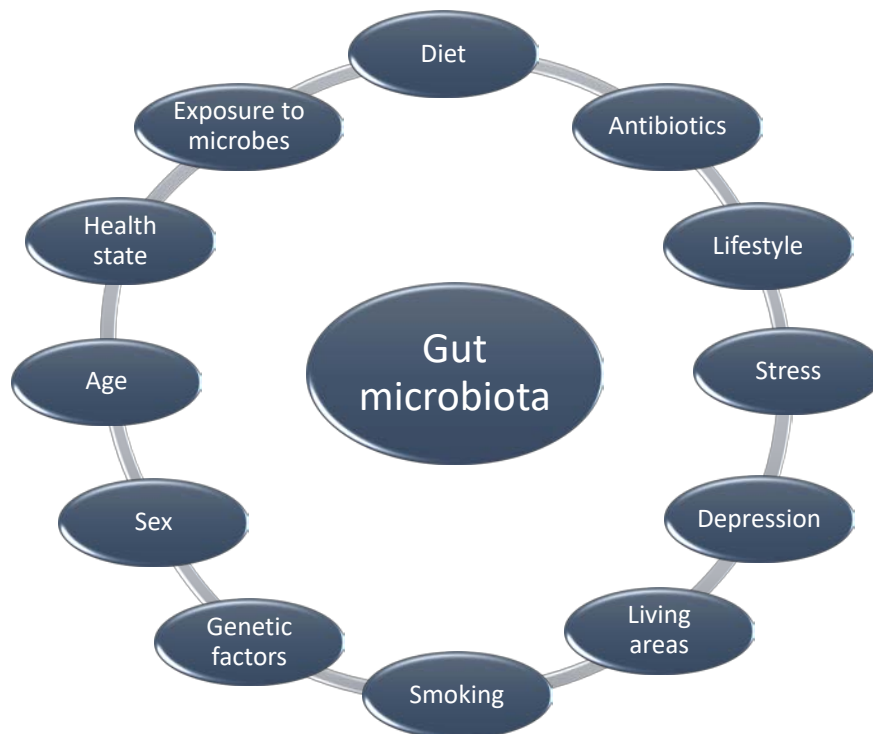 Diet
Antibiotics
Lifestyle
Stress
Depression
Living
areas
Smoking
Genetic
factors
Sex
Age
Health
state
Exposure to
microbes
Gut
microbiota